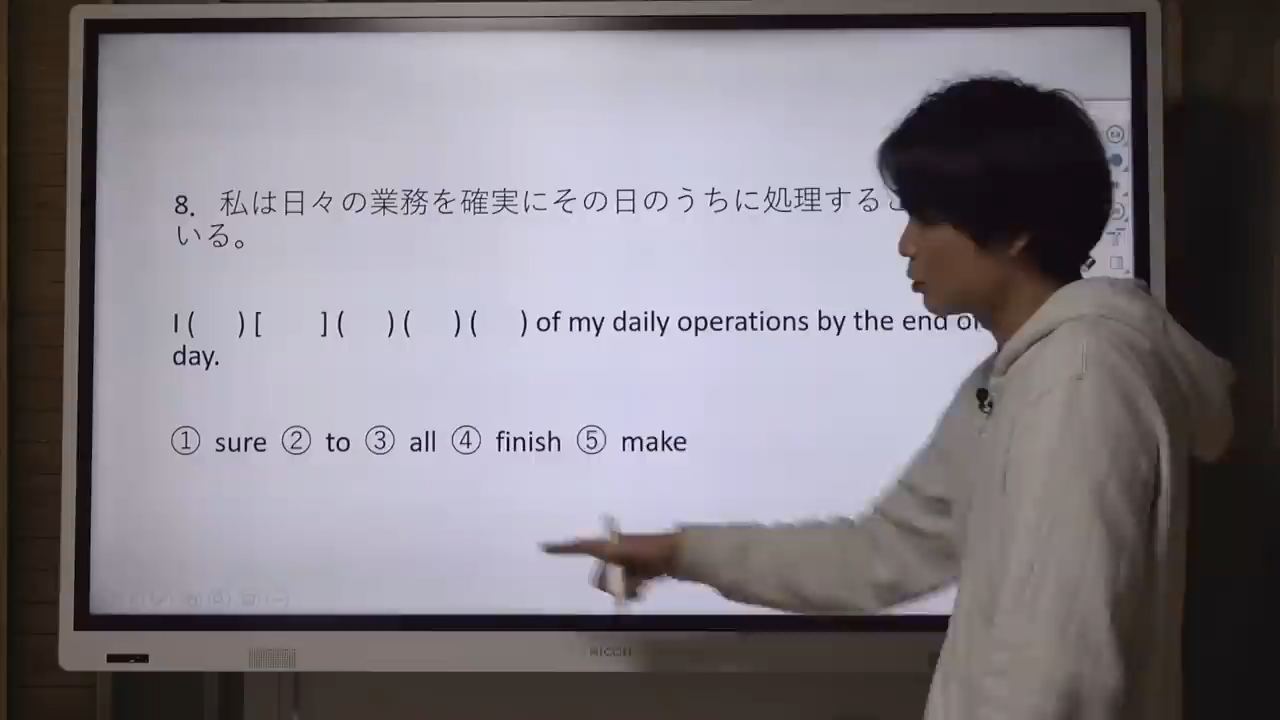 8. 私は日々の業務を確実にその日のうちに処理する
いる。
I ( ) [ ] ( ) ( ) ( ) of my daily operations by the end of
day.
① sure ② to ③ all ④ finish ⑤ make
RICOH